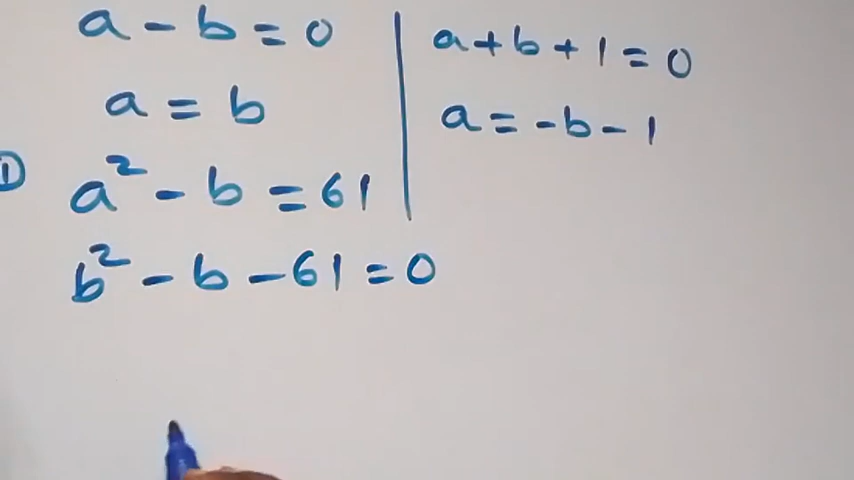 a - b = 0
a = b
a + b + 1 = 0
a = -b - 1
① a² - b = 61
b² - b - 61 = 0